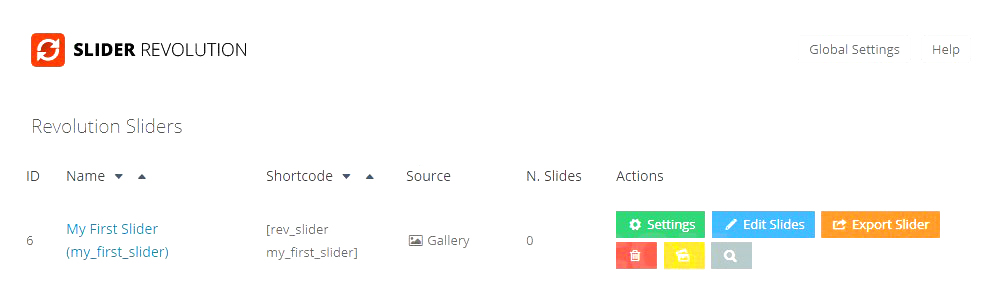 SLIDER REVOLUTION
Global Settings Help
Revolution Sliders
ID Name Shortcode Source N. Slides Actions
My First Slider
(my_first_slider)
6
[rev_slider
my_first_slider]
Gallery
0
Settings Edit Slides Export Slider